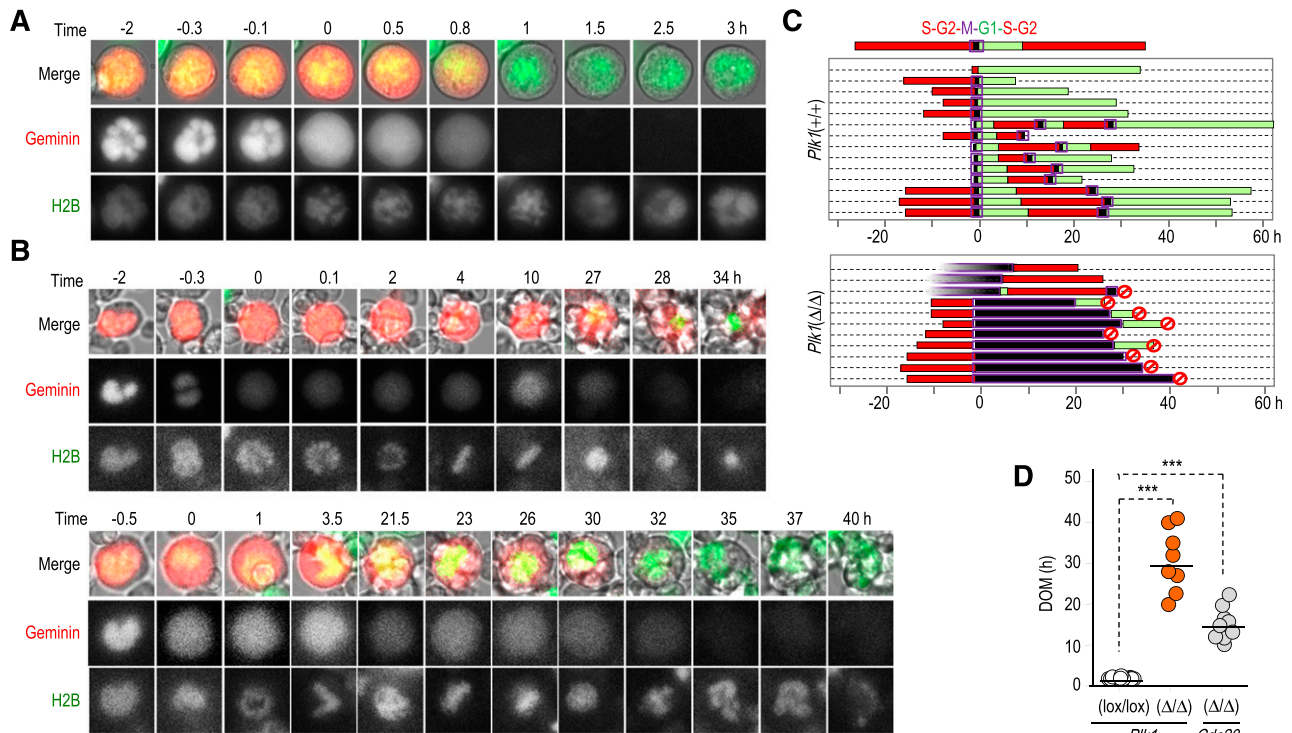 A
Time -2 -0.3 -0.1 0 0.5 0.8 1 1.5 2.5 3 h
Merge
Geminin
H2B
B
Time -2 -0.3 0 0.1 2 4 10 27 28 34 h
Merge
Geminin
H2B
Time -0.5 0 1 3.5 21.5 23 26 30 32 35 37 40 h
Merge
Geminin
H2B
C
S-G2-M-G1-S-G2
Plk1(+/+)
-20 0 20 40 60 h
Plk1(Δ/Δ)
-20 0 20 40 60 h
D
***
***
DOM (h)
50
40
30
20
10
0
(lox/lox) (Δ/Δ) (Δ/Δ)